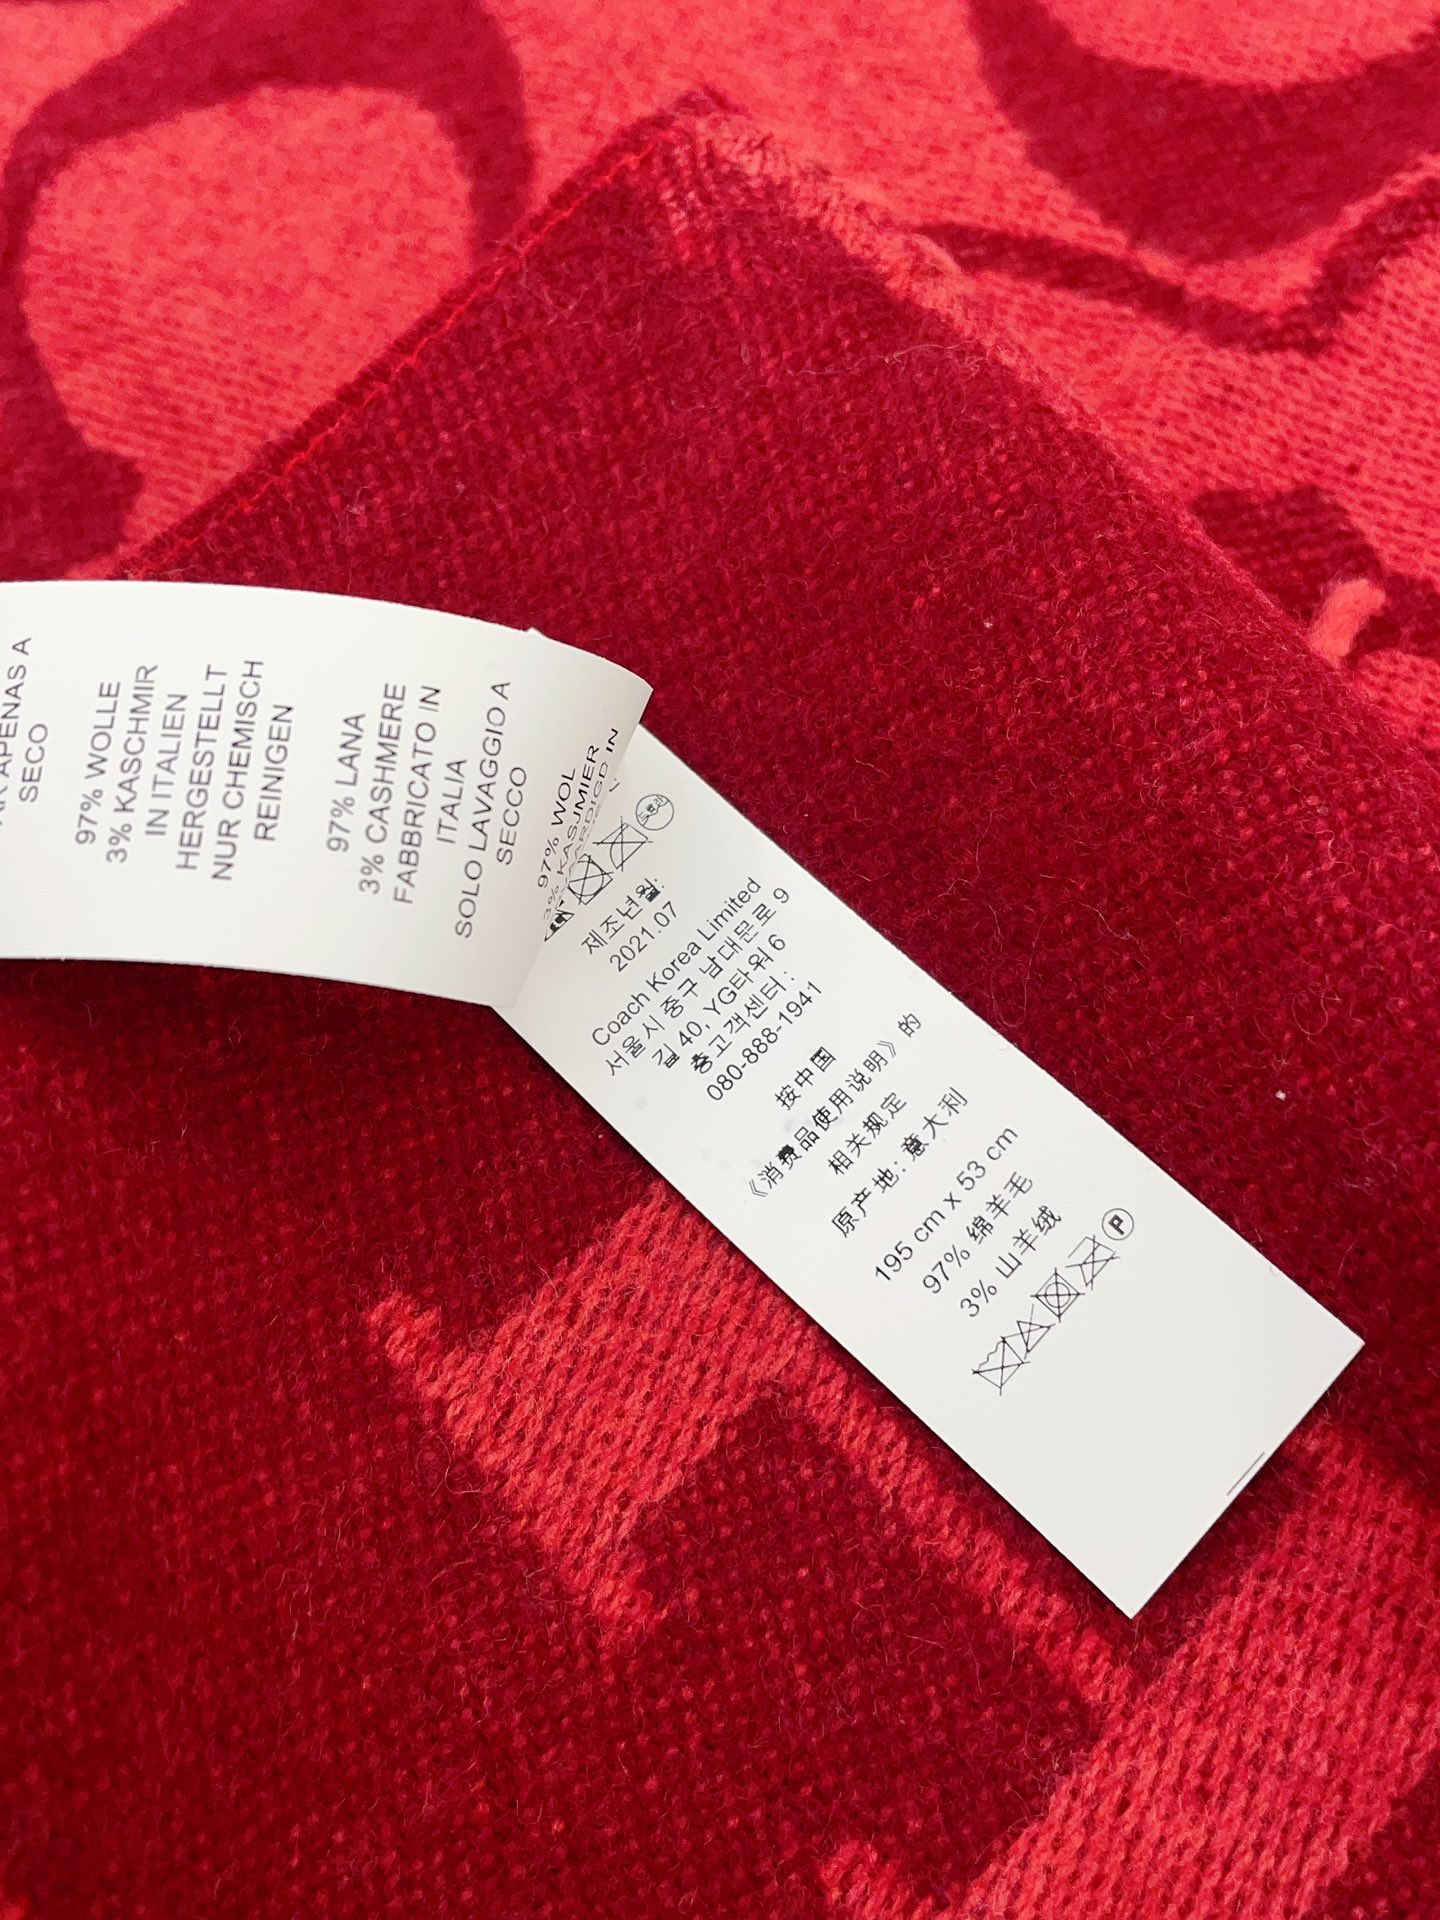 APENAS A
SECO
97% WOLLE
3% KASCHMIR
IN ITALIEN
HERGESTELLT
NUR CHEMISCH
REINIGEN
97% LANA
3% CASHMERE
FABBRICATO IN
ITALIA
SOLO LAVAGGIO A
SECCO
97% WOL
3% KASJMIER
IN
제조년월:
2021.07
Coach Korea Limited
서울시 중구 남대문로 9
길 40, YG타워 6
층고객센터:
080-888-1941
按中国
《消费品使用说明》的
相关规定
原产地: 意大利
195 cm x 53 cm
97% 绵羊毛
3% 山羊绒
P